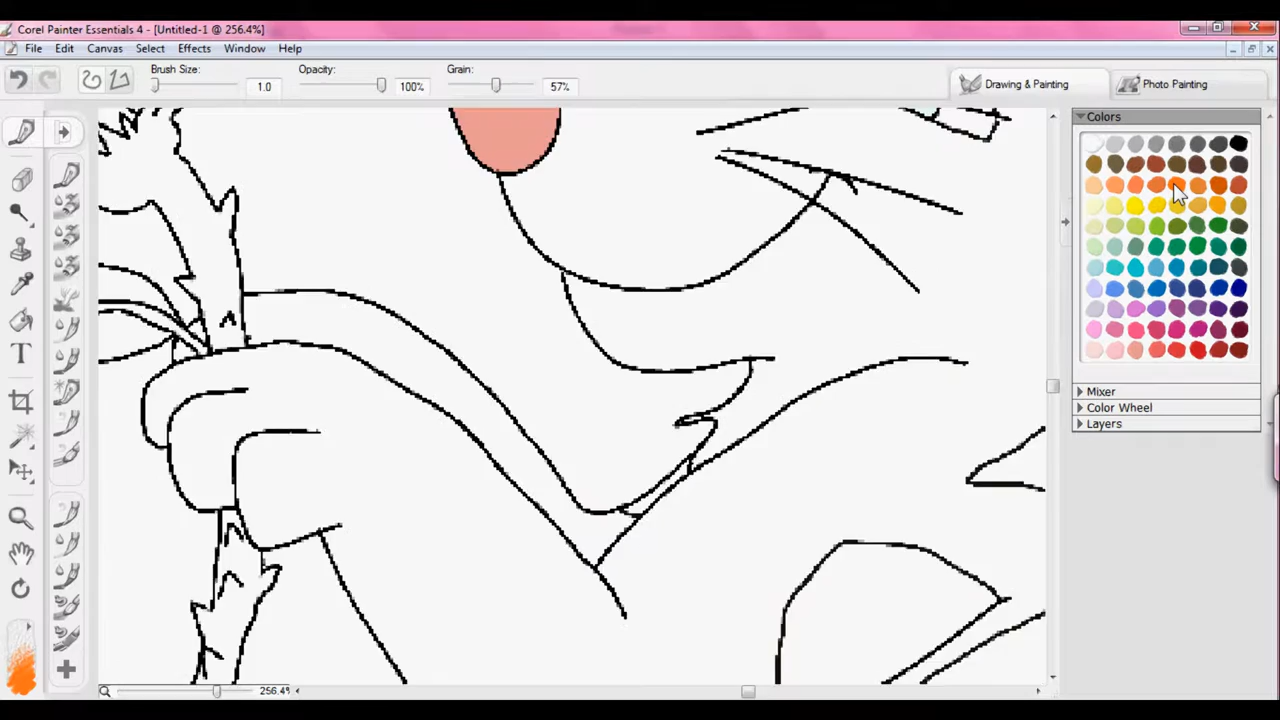 Corel Painter Essentials 4 - [Untitled-1 @ 256.4%]
File Edit Canvas Select Effects Window Help
Brush Size: 1.0 Opacity: 100% Grain: 57% Drawing & Painting Photo Painting
Colors
Mixer
Color Wheel
Layers
T
256.4%